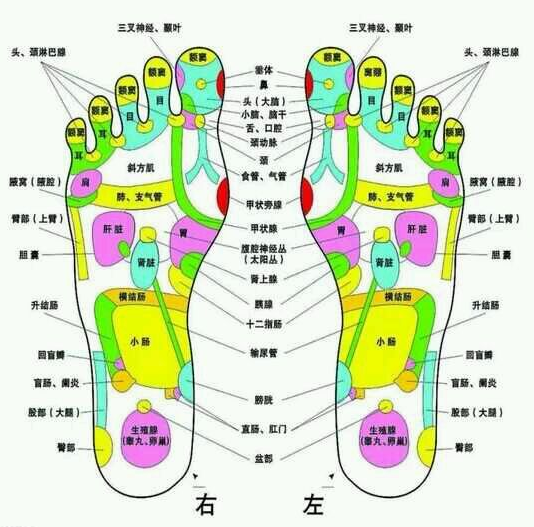 三叉神经、颞叶
三叉神经、颞叶
头、颈淋巴腺
头、颈淋巴腺
额窦
额窦
额窦
额窦
额窦
额窦
额窦
额窦
额窦
垂体
鼻
头（大脑）
小脑、脑干
舌、口腔
颈动脉
颈
食管、气管
甲状旁腺
甲状腺
腹腔神经丛
（太阳丛）
肾上腺
胰腺
十二指肠
输尿管
膀胱
直肠、肛门
盆部
目
目
耳
耳
目
目
耳
耳
斜方肌
斜方肌
腋窝（腋腔）
肩
肩
腋窝（腋腔）
肺、支气管
肺、支气管
臂部（上臂）
臂部（上臂）
肝脏
胃
胃
肝脏
胆囊
胆囊
肾脏
肾脏
横结肠
横结肠
升结肠
升结肠
小肠
小肠
回盲瓣
回盲瓣
盲肠、阑炎
盲肠、阑炎
股部（大腿）
股部（大腿）
生殖腺
（睾丸、卵巢）
生殖腺
（睾丸、卵巢）
臀部
臀部
右
左